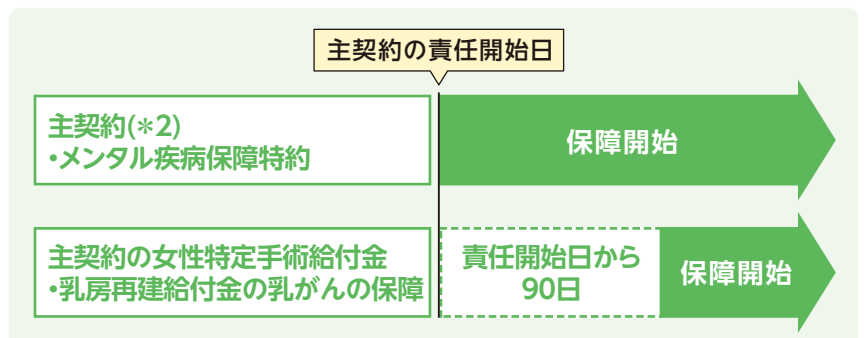 主契約の責任開始日
主契約(＊2)
・メンタル疾病保障特約
保障開始
主契約の女性特定手術給付金
・乳房再建給付金の乳がんの保障
責任開始日から
90日
保障開始